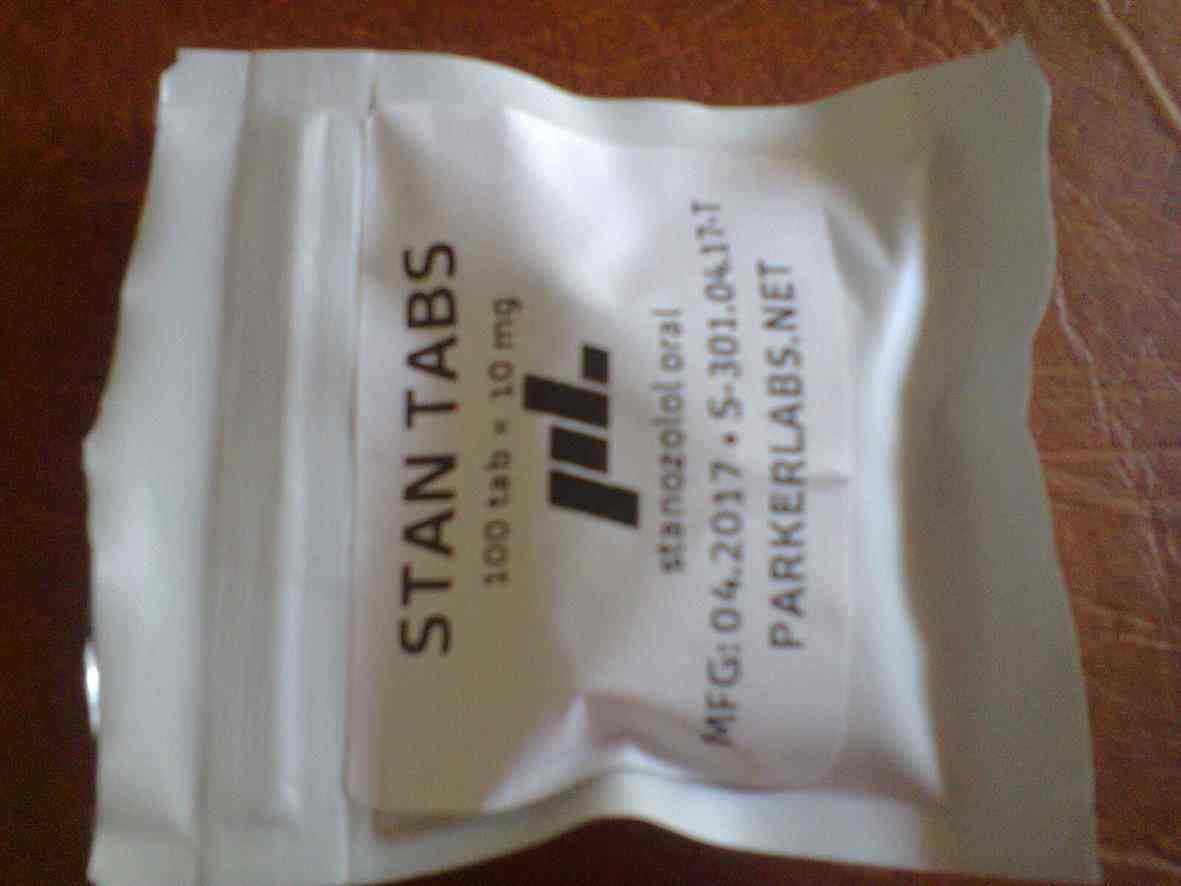 STAN TABS
100 tab × 10 mg
stanozolol oral
MFG: 04.2017 • S-301.04.17-T
PARKERLABS.NET